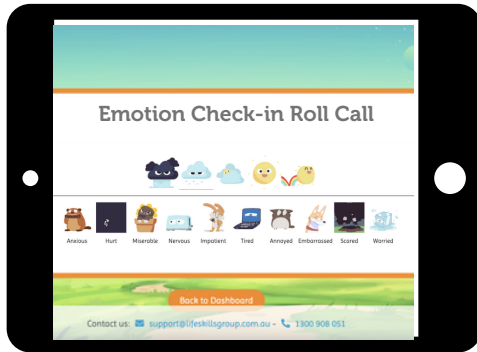 Emotion Check-in Roll Call
Anxious Hurt Miserable Nervous Impatient Tired Annoyed Embarrassed Scared Worried
Back to Dashboard
Contact us: support@lifeskillsgroup.com.au - 1300 908 051